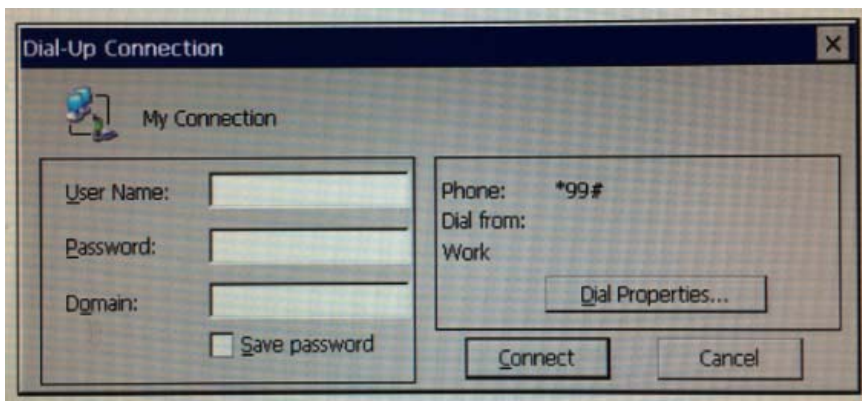 Dial-Up Connection
My Connection
User Name:
Password:
Domain:
Save password
Phone: *99#
Dial from:
Work
Dial Properties...
Connect
Cancel